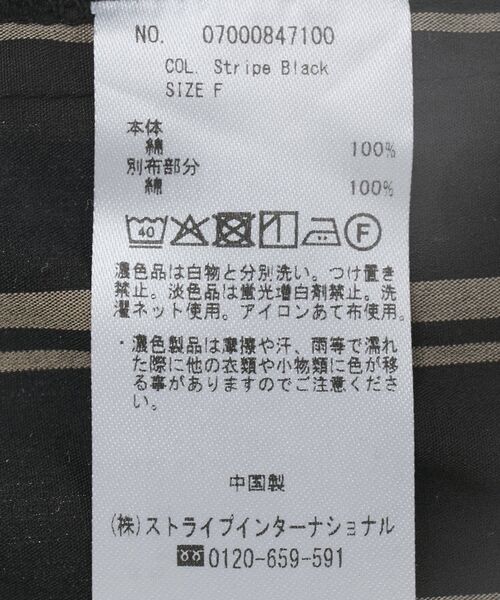 NO. 07000847100
COL. Stripe Black
SIZE F
本体
綿 100%
別布部分
綿 100%
40 F
濃色品は白物と分別洗い。つけ置き
禁止。淡色品は蛍光増白剤禁止。洗
濯ネット使用。アイロンあて布使用。
・濃色製品は摩擦や汗、雨等で濡れ
た際に他の衣類や小物類に色が移
る事がありますのでご注意くださ
い。
中国製
(株)ストライプインターナショナル
0120-659-591